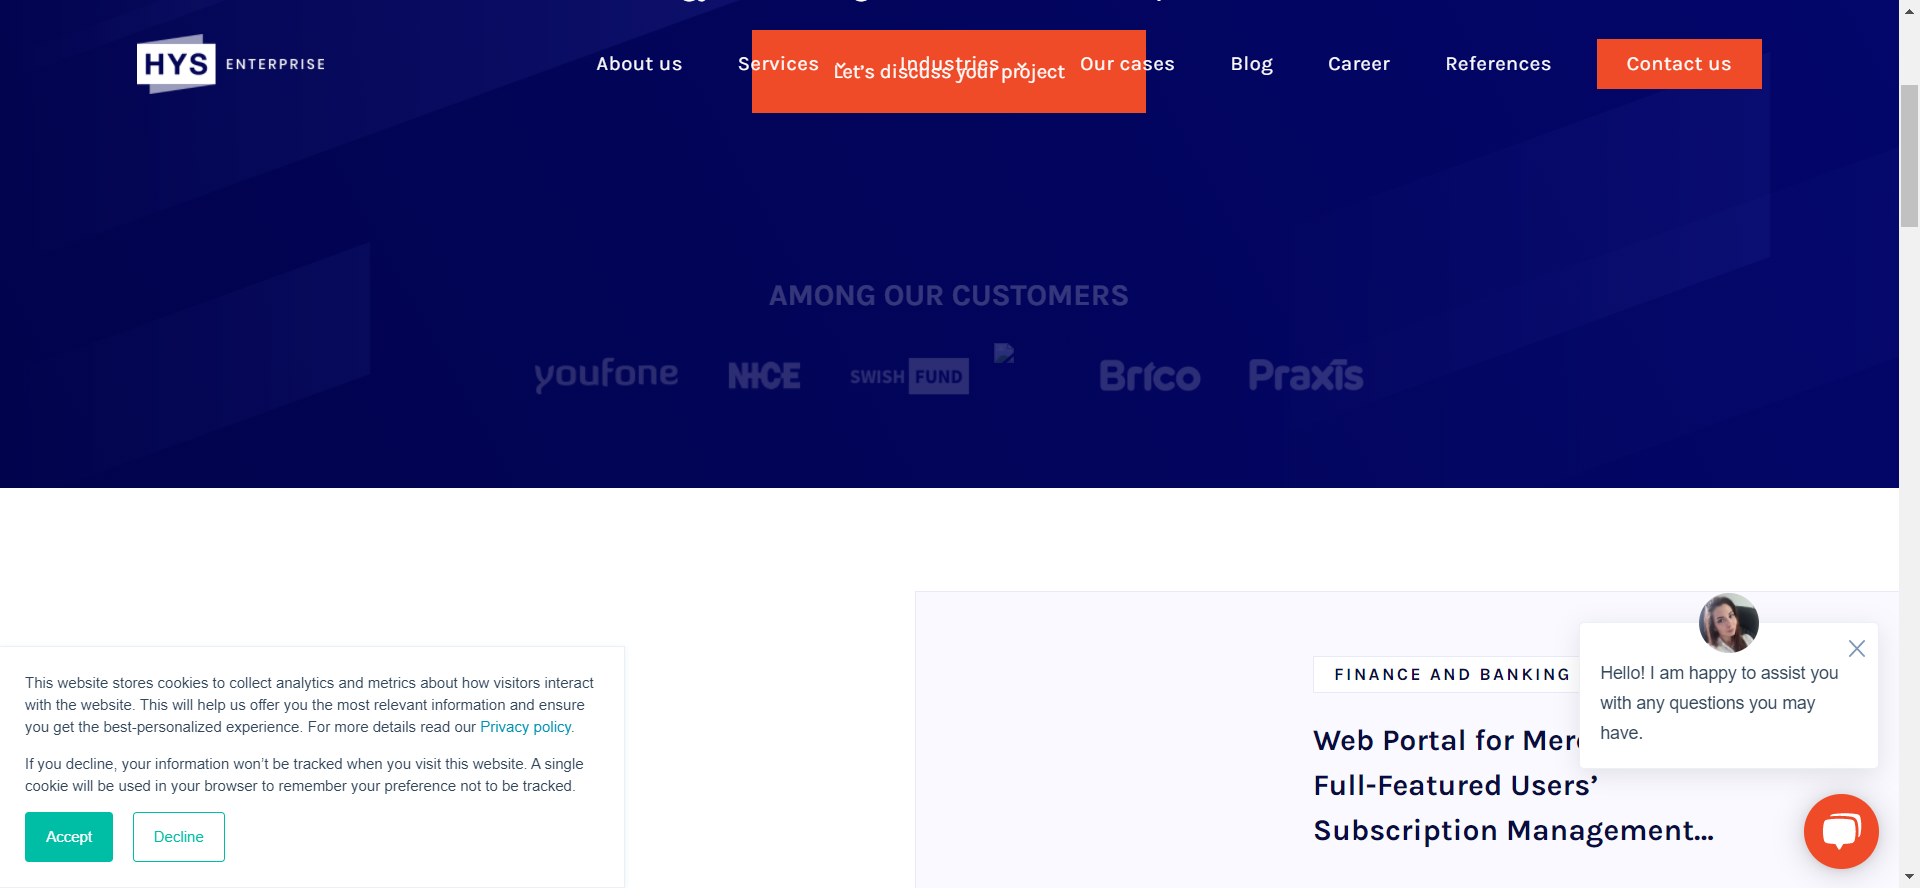 HYS ENTERPRISE
About us
Services
Industries
Our cases
Blog
Career
References
Contact us
Let's discuss your project
AMONG OUR CUSTOMERS
youfone
NICE
SWISH FUND
Brico
Praxis
FINANCE AND BANKING
Web Portal for Mer
Full-Featured Users’
Subscription Management...
Hello! I am happy to assist you
with any questions you may
have.
This website stores cookies to collect analytics and metrics about how visitors interact
with the website. This will help us offer you the most relevant information and ensure
you get the best-personalized experience. For more details read our Privacy policy.
If you decline, your information won’t be tracked when you visit this website. A single
cookie will be used in your browser to remember your preference not to be tracked.
Accept
Decline